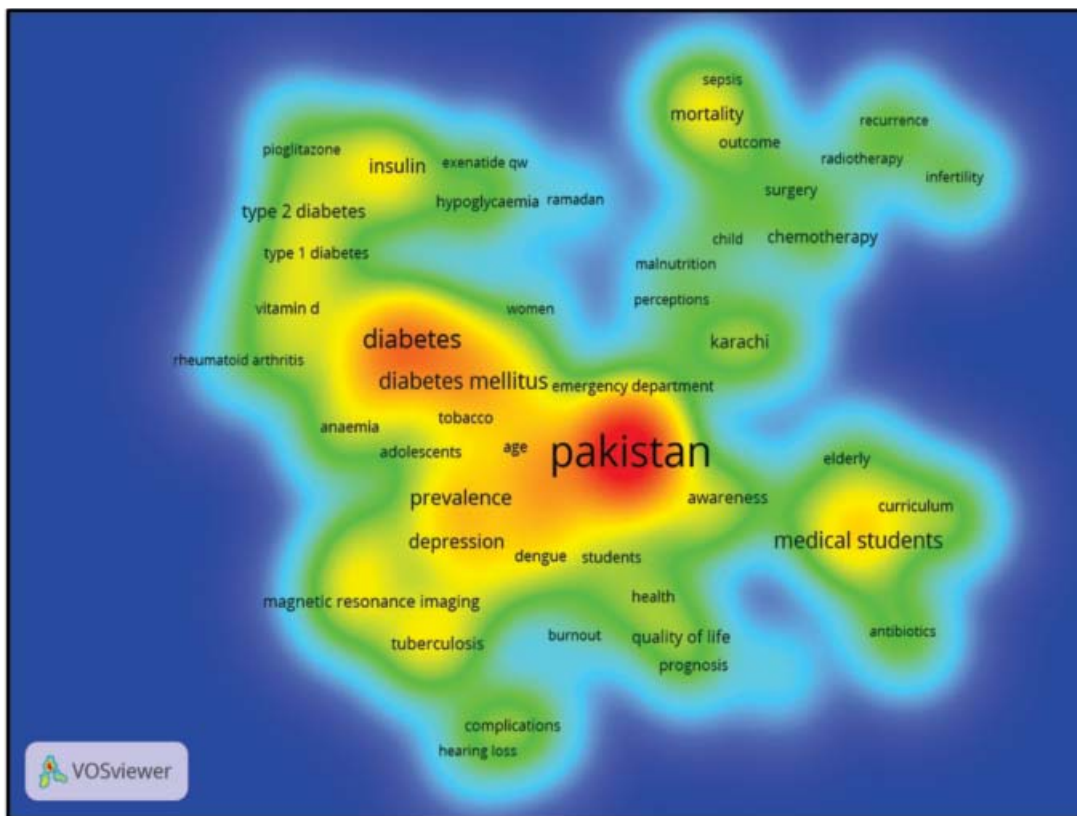 sepsis
mortality
outcome
recurrence
radiotherapy
infertility
surgery
chemotherapy
child
malnutrition
perceptions
karachi
pioglitazone
insulin
exenatide qw
hypoglycaemia
ramadan
type 2 diabetes
type 1 diabetes
vitamin d
women
rheumatoid arthritis
diabetes
diabetes mellitus
emergency department
tobacco
anaemia
adolescents
age
pakistan
prevalence
awareness
depression
dengue
students
elderly
curriculum
medical students
antibiotics
magnetic resonance imaging
tuberculosis
health
burnout
quality of life
prognosis
complications
hearing loss
VOSviewer